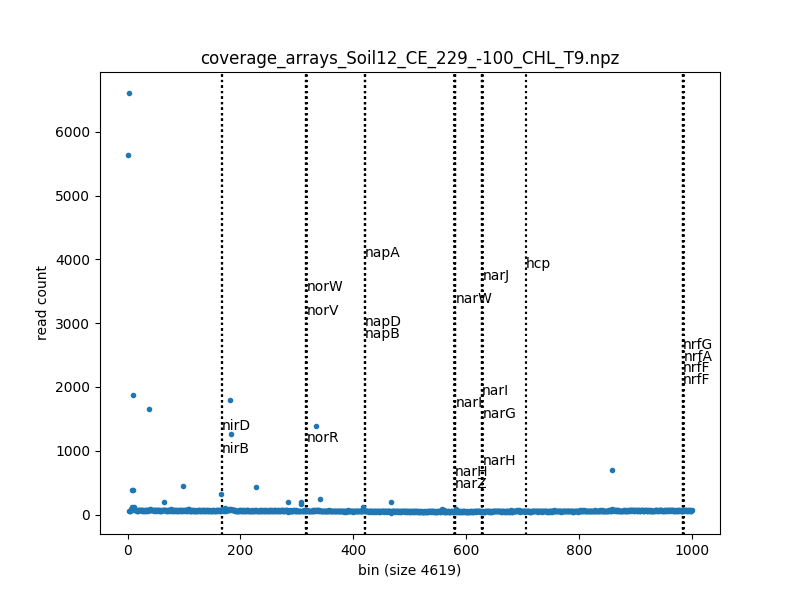 coverage_arrays_Soil12_CE_229_-100_CHL_T9.npz
read count
6000
5000
4000
3000
2000
1000
0
napA
hcp
narJ
norW
narW
norV
napD
napB
nrfG
nrfA
nrfF
nrfF
narI
narG
nirD
norR
nirB
narH
narH
narZ
0
200
400
600
800
1000
bin (size 4619)